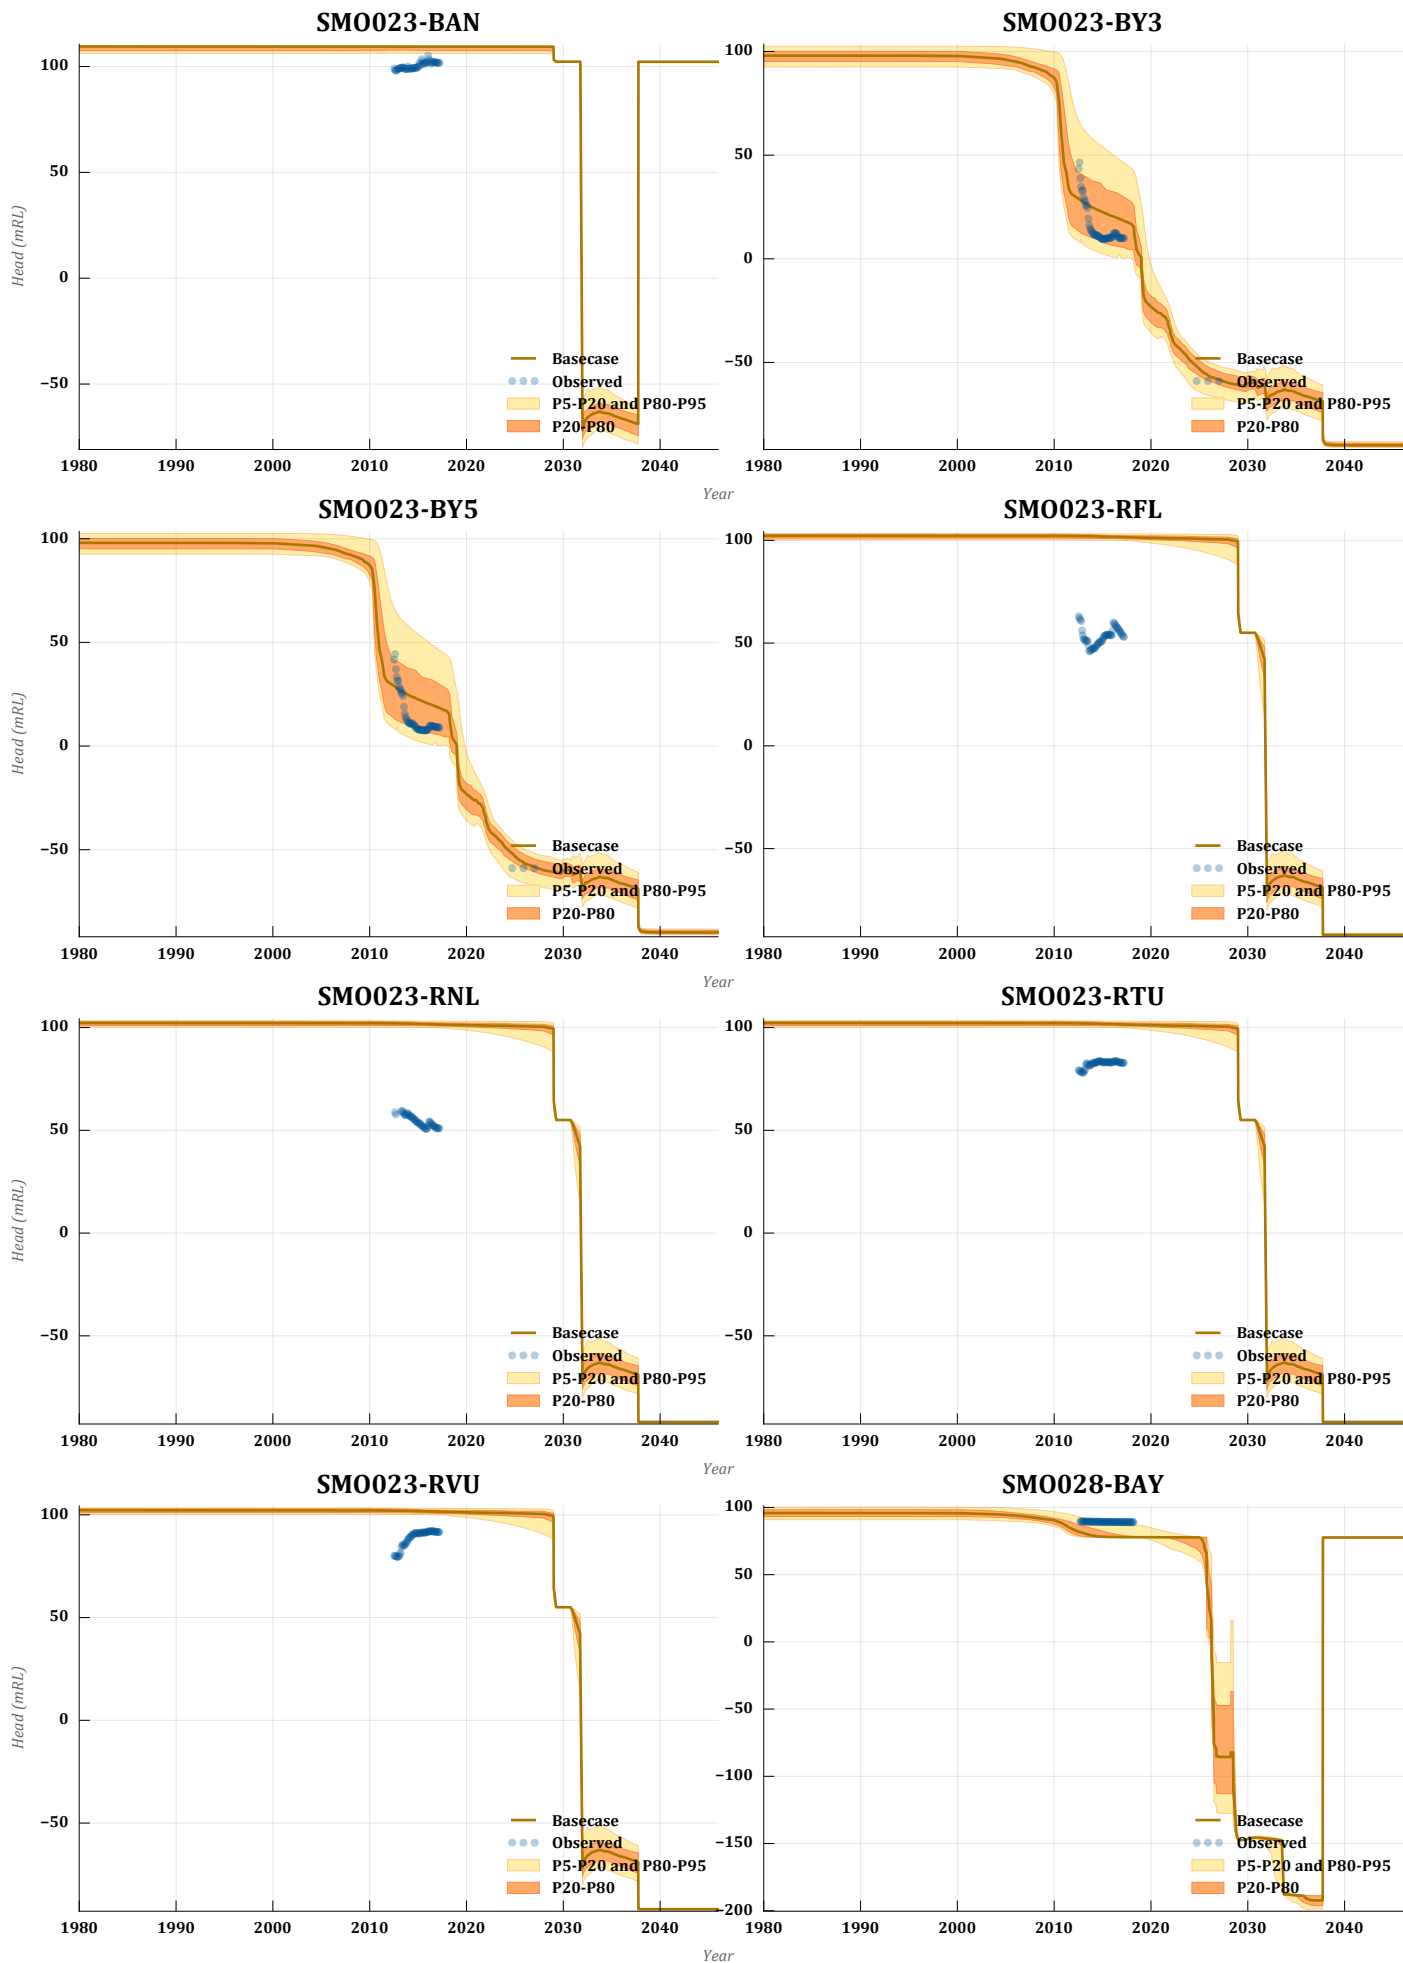 SMO023-BAN
SMO023-BY3
100
50
0
−50
Head (mRL)
Basecase
Observed
P5-P20 and P80-P95
P20-P80
1980 1990 2000 2010 2020 2030 2040
100
50
0
−50
Basecase
Observed
P5-P20 and P80-P95
P20-P80
1980 1990 2000 2010 2020 2030 2040
Year
SMO023-BY5
SMO023-RFL
100
50
0
−50
Head (mRL)
Basecase
Observed
P5-P20 and P80-P95
P20-P80
1980 1990 2000 2010 2020 2030 2040
100
50
0
−50
Basecase
Observed
P5-P20 and P80-P95
P20-P80
1980 1990 2000 2010 2020 2030 2040
Year
SMO023-RNL
SMO023-RTU
100
50
0
−50
Head (mRL)
Basecase
Observed
P5-P20 and P80-P95
P20-P80
1980 1990 2000 2010 2020 2030 2040
100
50
0
−50
Basecase
Observed
P5-P20 and P80-P95
P20-P80
1980 1990 2000 2010 2020 2030 2040
Year
SMO023-RVU
SMO028-BAY
100
50
0
−50
Head (mRL)
Basecase
Observed
P5-P20 and P80-P95
P20-P80
1980 1990 2000 2010 2020 2030 2040
100
50
0
−50
−100
−150
−200
Basecase
Observed
P5-P20 and P80-P95
P20-P80
1980 1990 2000 2010 2020 2030 2040
Year